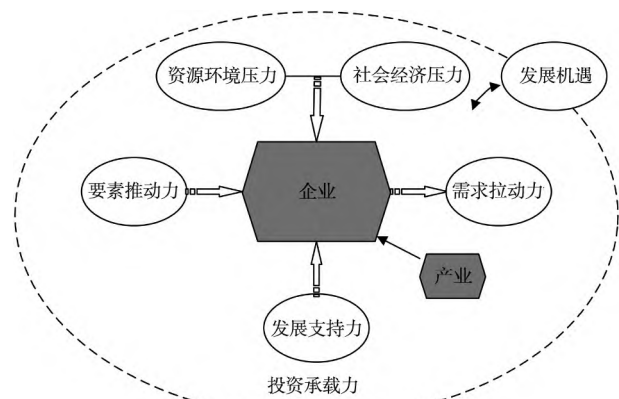 资源环境压力
社会经济压力
发展机遇
要素推动力
企业
需求拉动力
产业
发展支持力
投资承载力